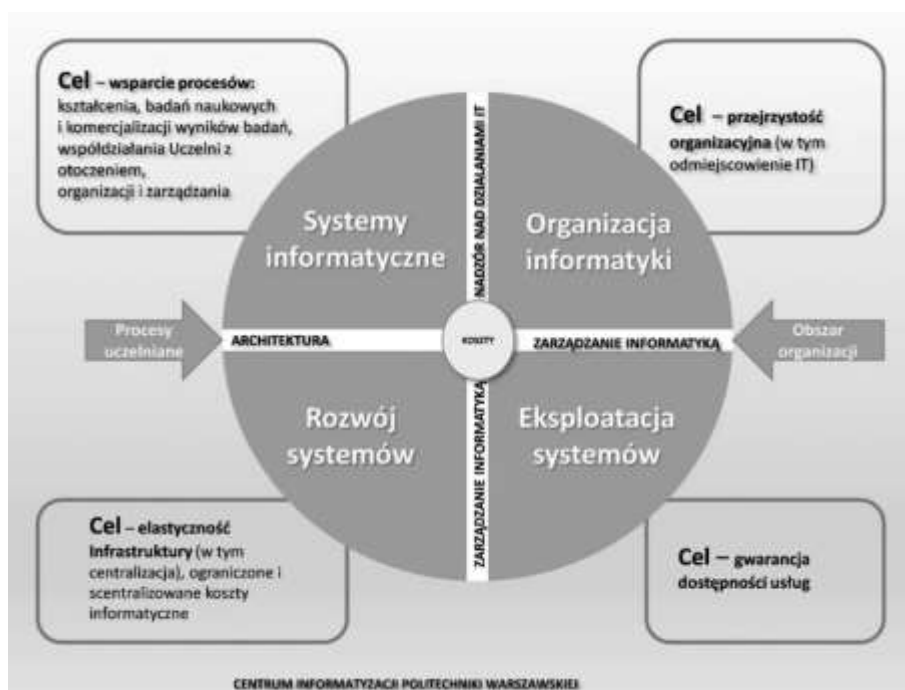 Cel – wsparcie procesów:
kształcenia, badań naukowych
i komercjalizacji wyników badań,
współdziałania Uczelni z
otoczeniem,
organizacji i zarządzania
Cel – przejrzystość
organizacyjna (w tym
odmiejscowienie IT)
Systemy
informatyczne
NADZÓR NAD DZIAŁANIAMI IT
Organizacja
informatyki
Procesy
uczelniane
ARCHITEKTURA
KOSZTY
ZARZĄDZANIE INFORMATYKĄ
Obszar
organizacji
Rozwój
systemów
ZARZĄDZANIE INFORMATYKĄ
Eksploatacja
systemów
Cel – elastyczność
Infrastruktury (w tym
centralizacja), ograniczone i
scentralizowane koszty
informatyczne
Cel – gwarancja
dostępności usług
CENTRUM INFORMATYZACJI POLITECHNIKI WARSZAWSKIEJ